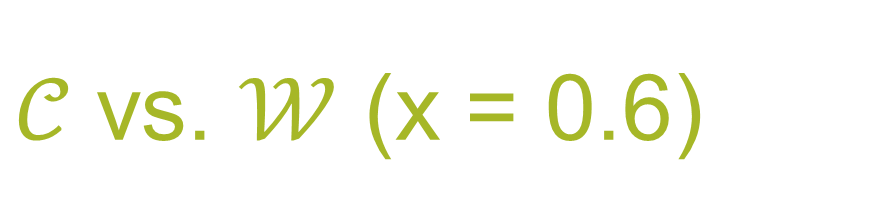 𝒞 vs. 𝒲 (x = 0.6)